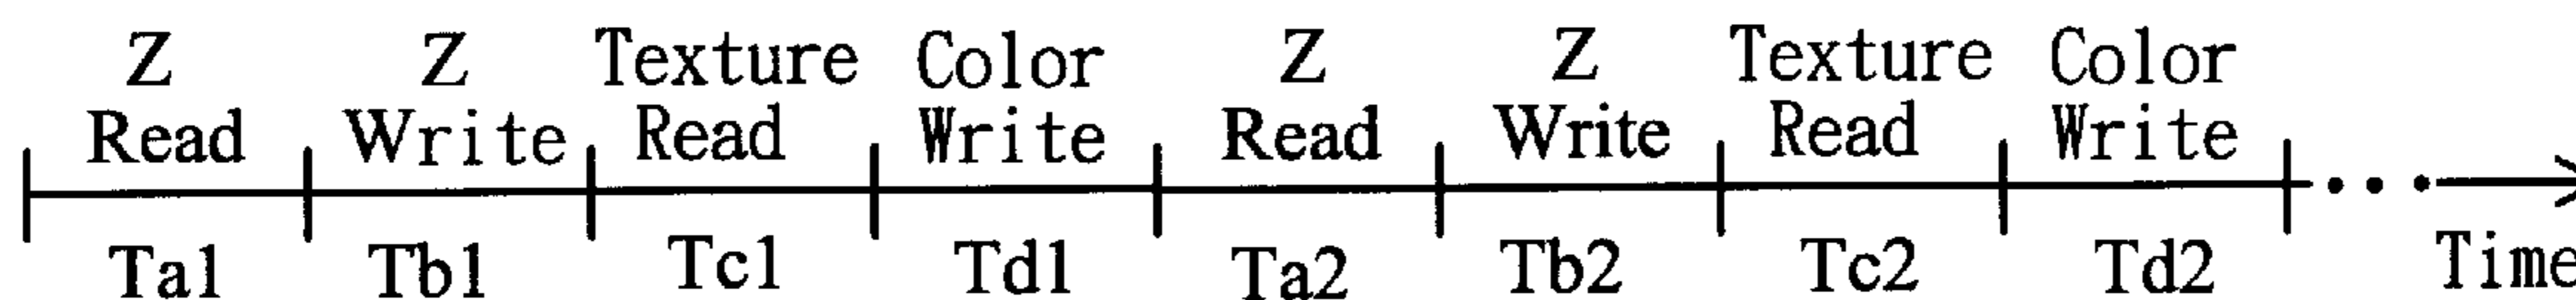 Z Z Texture Color Z Z Texture Color
Read Write Read Write Read Write Read Write
Ta1 Tb1 Tc1 Td1 Ta2 Tb2 Tc2 Td2 Time